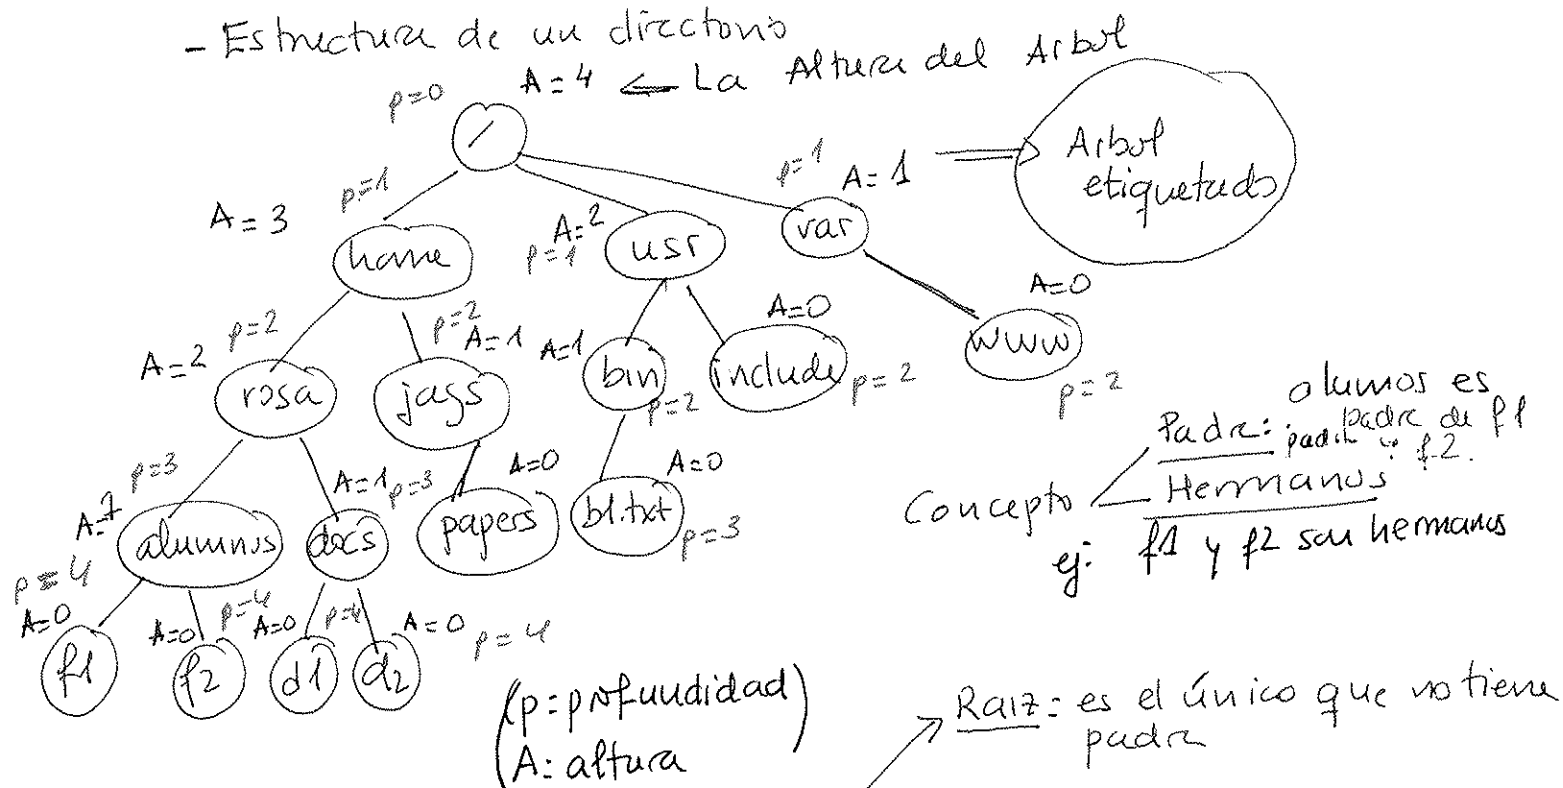 - Estructura de un directorio
p=0 A=4 ⇐ La Altura del Arbol
/
p=1 A=3 home
A=2 p=1 usr
p=1 A=1 var
⇒ Arbol
etiquetado
p=2 A=2 rosa
p=2 A=1 jags
A=1 bin p=2
A=0 include p=2
A=0 www p=2
p=3 alumnos
A=1 p=3 docs
A=0 papers
A=0 b1.txt p=3
p=4 A=0 f1
A=0 p=4 f2
A=0 p=4 d1
A=0 p=4 d2
Concepto
Padre: alumos es
padre de f1
padre y f2.
Hermanos
ej: f1 y f2 son hermanos
(p=profundidad)
A: altura
Raiz: es el único que no tiene
padre